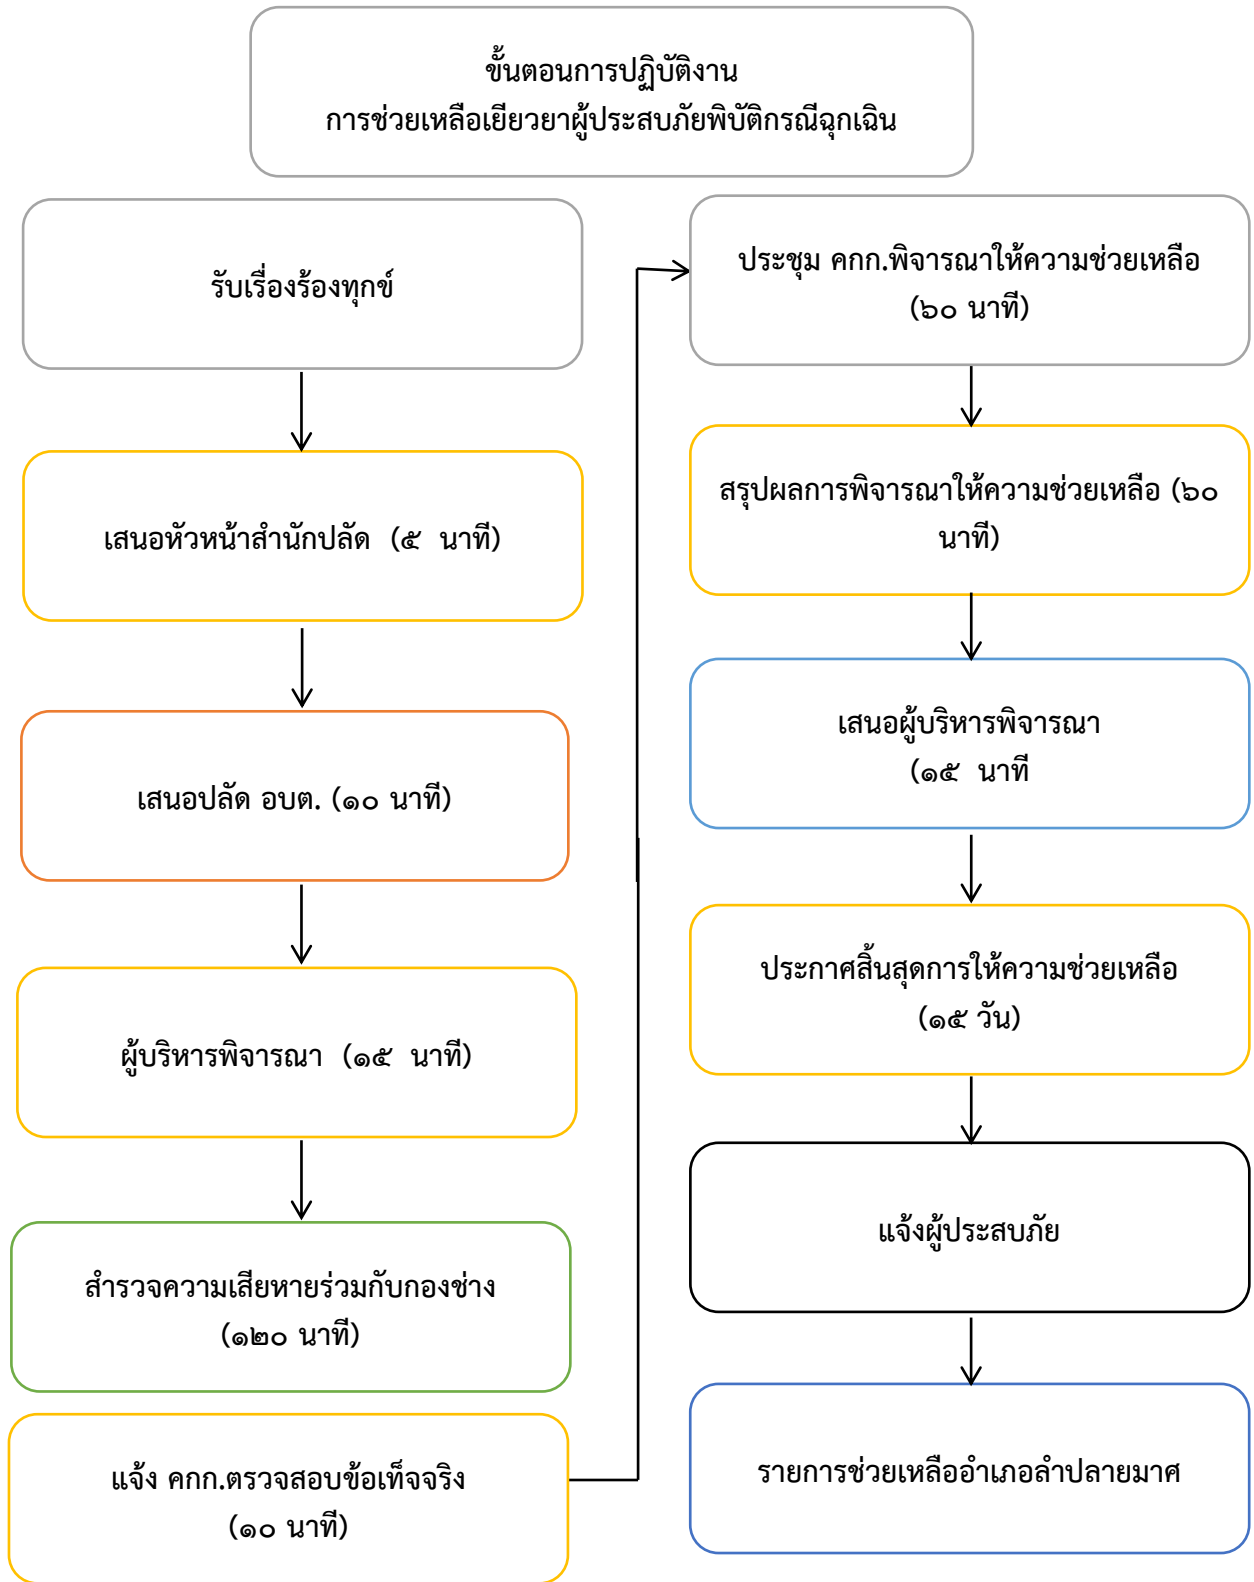 ขั้นตอนการปฏิบัติงาน
การช่วยเหลือเยียวยาผู้ประสบภัยพิบัติกรณีฉุกเฉิน
รับเรื่องร้องทุกข์
เสนอหัวหน้าสำนักปลัด (๕ นาที)
เสนอปลัด อบต. (๑๐ นาที)
ผู้บริหารพิจารณา (๑๕ นาที)
สำรวจความเสียหายร่วมกับกองช่าง
(๑๒๐ นาที)
แจ้ง คกก.ตรวจสอบข้อเท็จจริง
(๑๐ นาที)
ประชุม คกก.พิจารณาให้ความช่วยเหลือ
(๖๐ นาที)
สรุปผลการพิจารณาให้ความช่วยเหลือ (๖๐
นาที)
เสนอผู้บริหารพิจารณา
(๑๕ นาที
ประกาศสิ้นสุดการให้ความช่วยเหลือ
(๑๕ วัน)
แจ้งผู้ประสบภัย
รายการช่วยเหลืออำเภอลำปลายมาศ